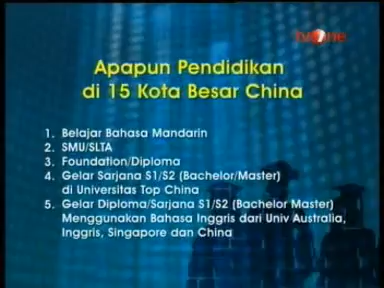 tvOne
Apapun Pendidikan
di 15 Kota Besar China
1. Belajar Bahasa Mandarin
2. SMU/SLTA
3. Foundation/Diploma
4. Gelar Sarjana S1/S2 (Bachelor/Master)
di Universitas Top China
5. Gelar Diploma/Sarjana S1/S2 (Bachelor Master)
Menggunakan Bahasa Inggris dari Univ Australia,
Inggris, Singapore dan China